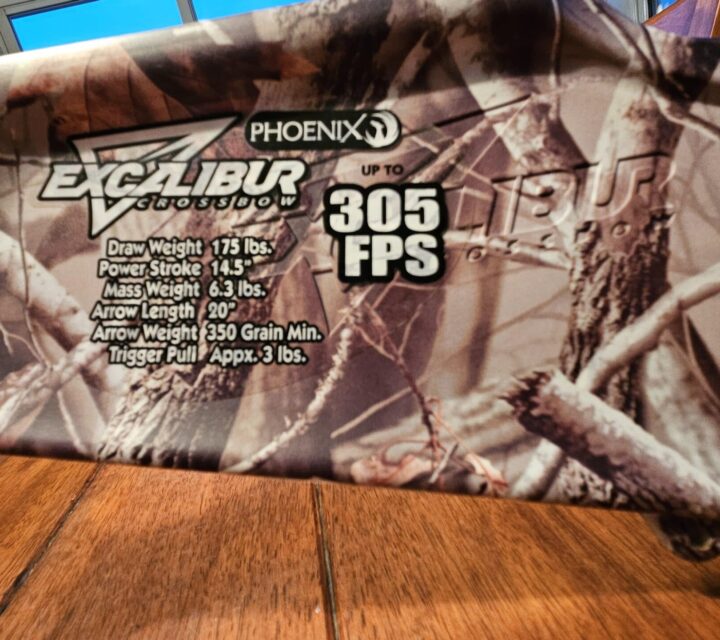 PHOENIX
EXCALIBUR
CROSSBOW
UP TO
305
FPS
Draw Weight 175 lbs.
Power Stroke 14.5"
Mass Weight 6.3 lbs.
Arrow Length 20"
Arrow Weight 350 Grain Min.
Trigger Pull Appx. 3 lbs.
IBUR